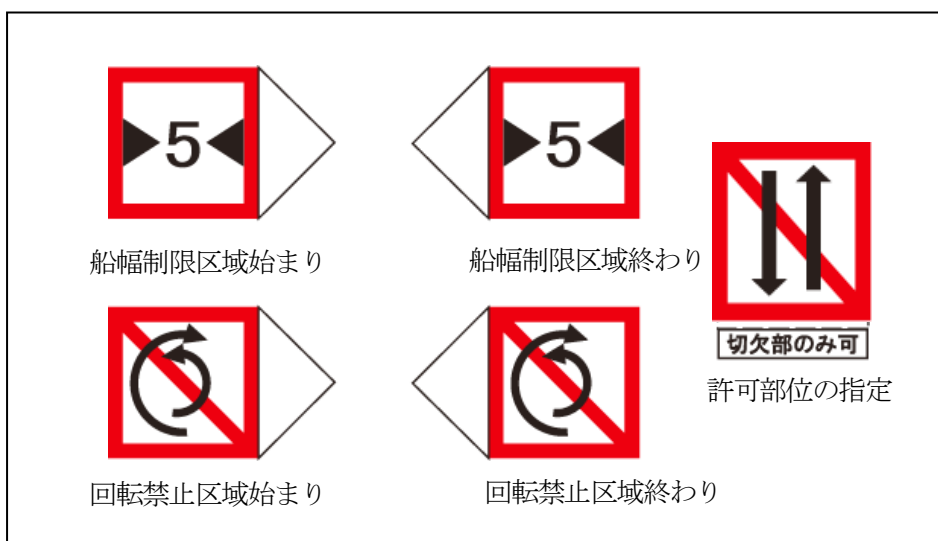 5
5
船幅制限区域始まり
船幅制限区域終わり
切欠部のみ可
許可部位の指定
回転禁止区域始まり
回転禁止区域終わり